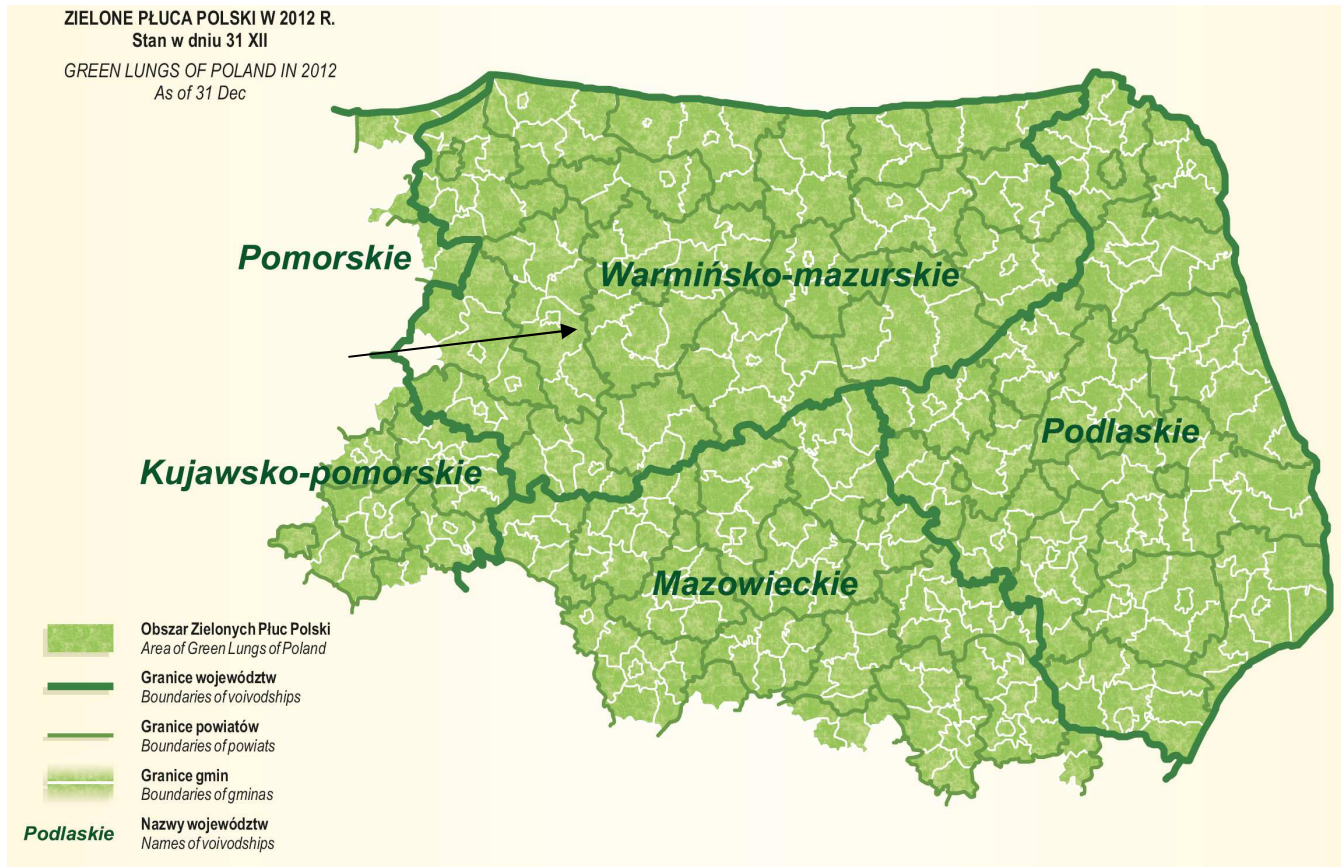 ZIELONE PŁUCA POLSKI W 2012 R.
Stan w dniu 31 XII
GREEN LUNGS OF POLAND IN 2012
As of 31 Dec
Pomorskie
Warmińsko-mazurskie
Podlaskie
Kujawsko-pomorskie
Mazowieckie
Obszar Zielonych Płuc Polski
Area of Green Lungs of Poland
Granice województw
Boundaries of voivodships
Granice powiatów
Boundaries of powiats
Granice gmin
Boundaries of gminas
Podlaskie
Nazwy województw
Names of voivodships